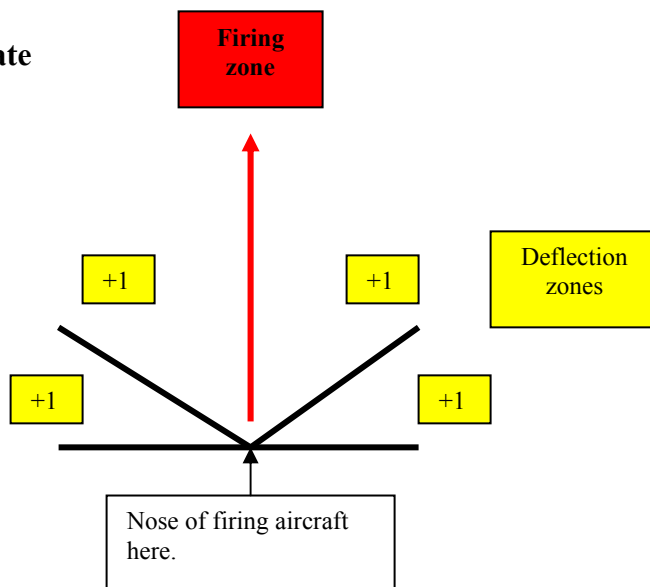 ate
Firing
zone
+1
+1
Deflection
zones
+1
+1
Nose of firing aircraft
here.